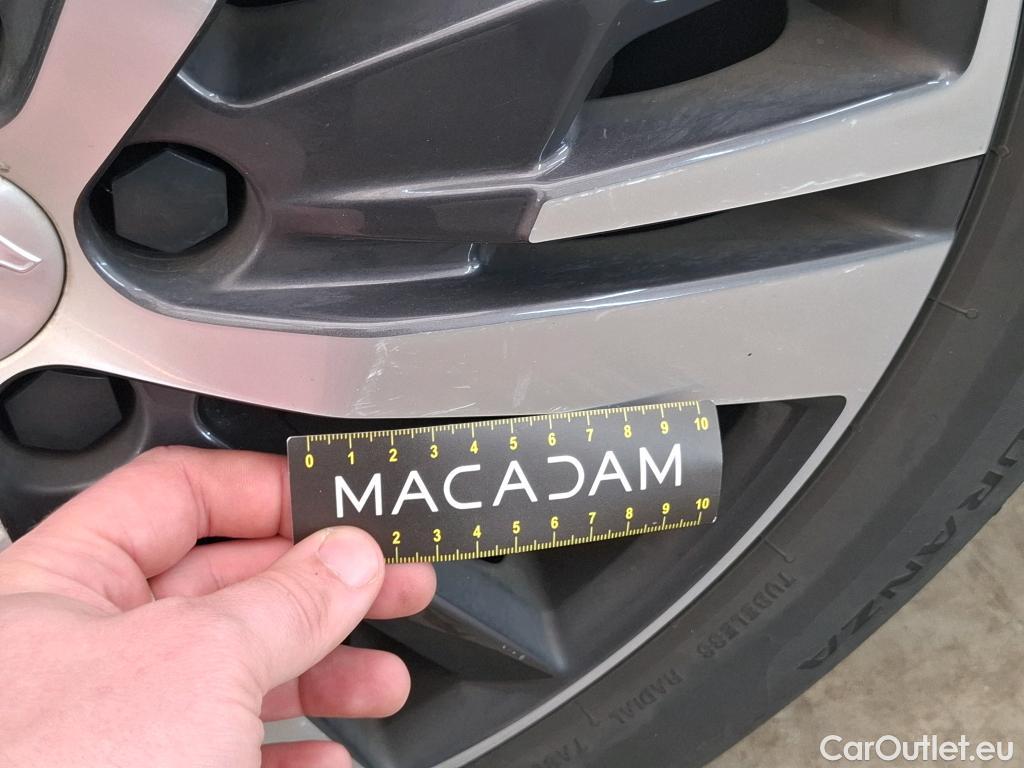 0 1 2 3 4 5 6 7 8 9 10
MACADAM
2 3 4 5 6 7 8 9 10
TURANZA
TUBELESS RADIAL
CarOutlet.eu